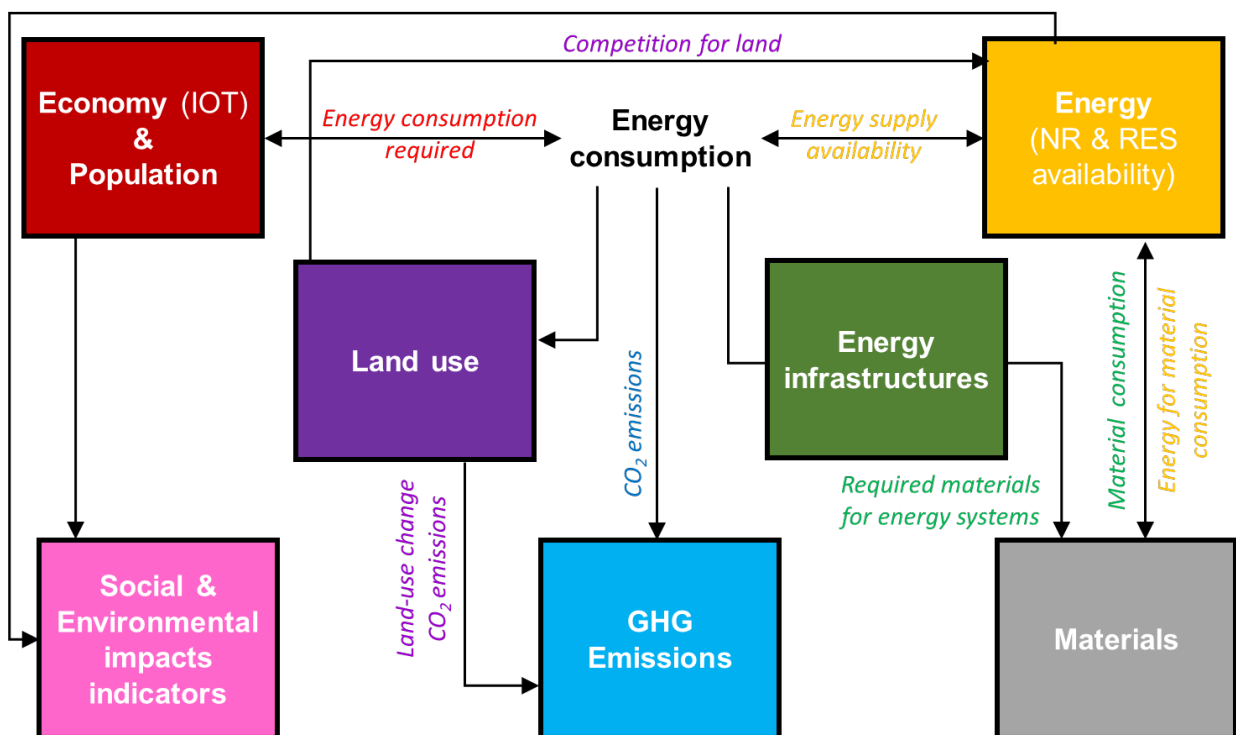 Competition for land
Economy (IOT)
&
Population
Energy consumption
required
Energy
consumption
Energy supply
availability
Energy
(NR & RES
availability)
Land use
Energy
infrastructures
CO₂ emissions
Material consumption
Energy for material
consumption
Required materials
for energy systems
Land-use change
CO₂ emissions
Social &
Environmental
impacts
indicators
GHG
Emissions
Materials